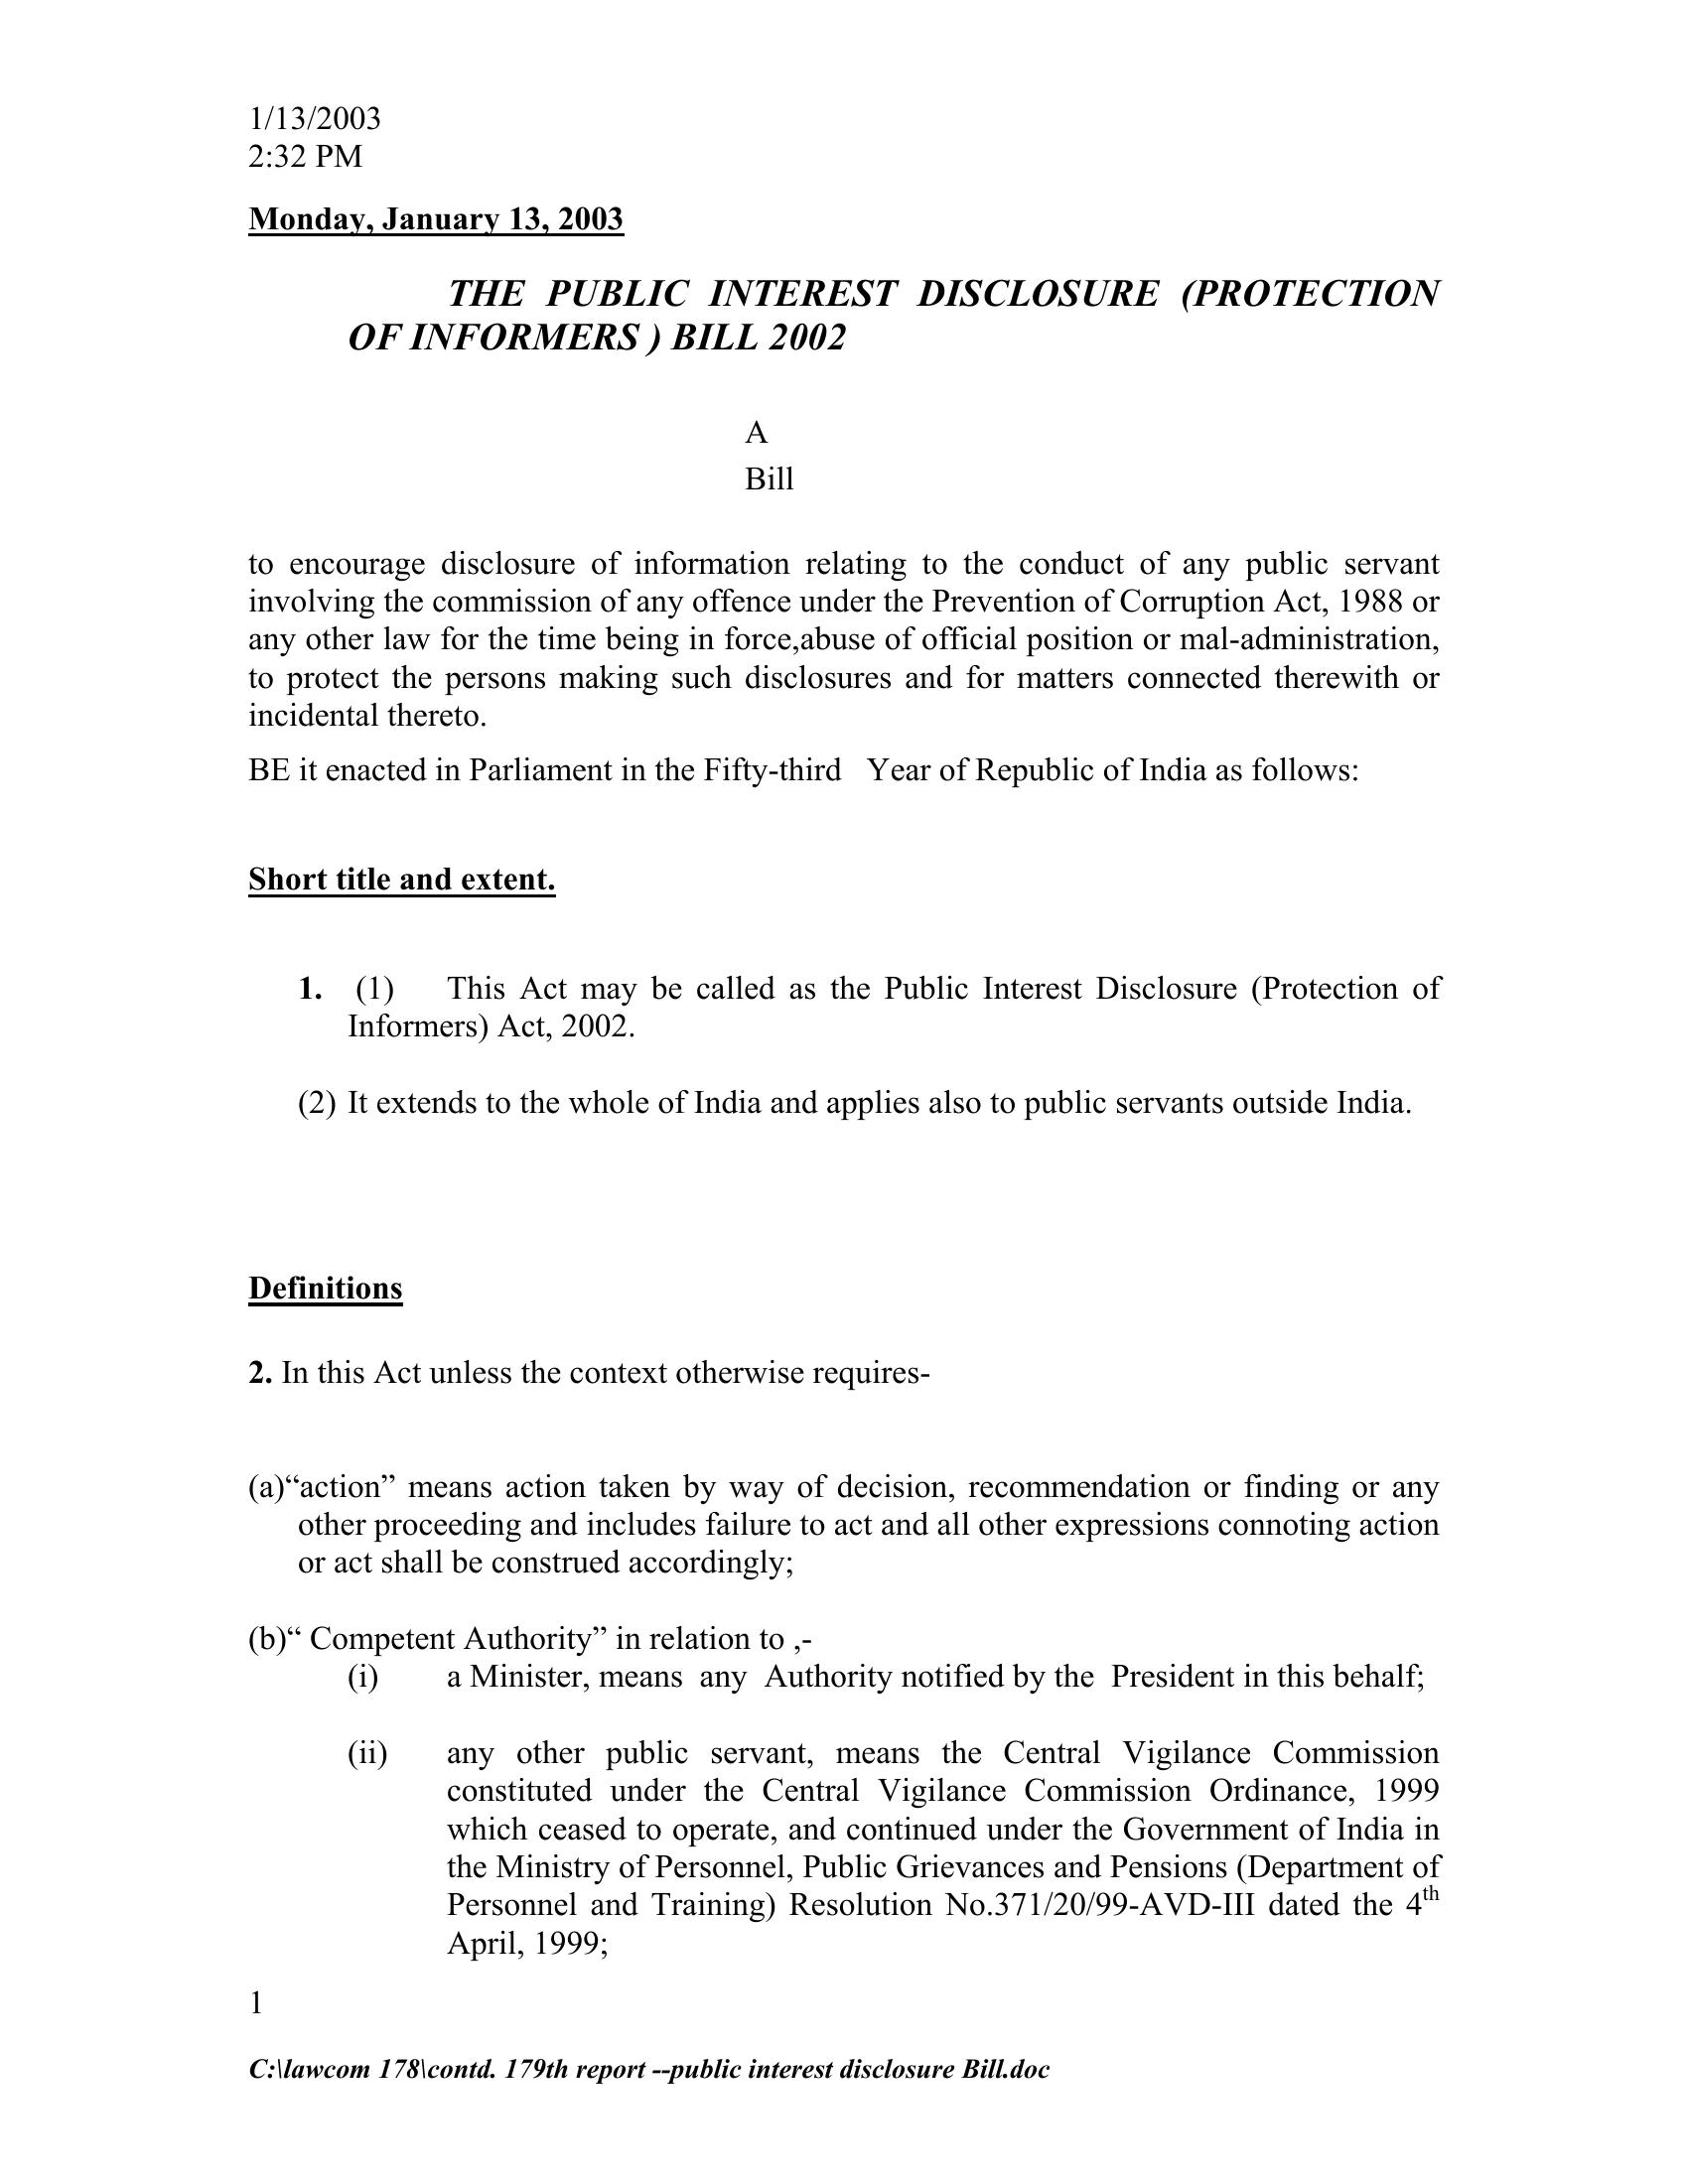 1/13/2003
2:32 PM
Monday, January 13, 2003
THE PUBLIC INTEREST DISCLOSURE (PROTECTION
OF INFORMERS ) BILL 2002
A
Bill
to encourage disclosure of information relating to the conduct of any public servant
involving the commission of any offence under the Prevention of Corruption Act, 1988 or
any other law for the time being in force,abuse of official position or mal-administration,
to protect the persons making such disclosures and for matters connected therewith or
incidental thereto.
BE it enacted in Parliament in the Fifty-third Year of Republic of India as follows:
Short title and extent.
1. (1) This Act may be called as the Public Interest Disclosure (Protection of
Informers) Act, 2002.
(2) It extends to the whole of India and applies also to public servants outside India.
Definitions
2. In this Act unless the context otherwise requires-
(a)“action” means action taken by way of decision, recommendation or finding or any
other proceeding and includes failure to act and all other expressions connoting action
or act shall be construed accordingly;
(b)“ Competent Authority” in relation to ,-
(i) a Minister, means any Authority notified by the President in this behalf;
(ii) any other public servant, means the Central Vigilance Commission
constituted under the Central Vigilance Commission Ordinance, 1999
which ceased to operate, and continued under the Government of India in
the Ministry of Personnel, Public Grievances and Pensions (Department of
Personnel and Training) Resolution No.371/20/99-AVD-III dated the 4th
April, 1999;
1
C:\lawcom 178\contd. 179th report --public interest disclosure Bill.doc